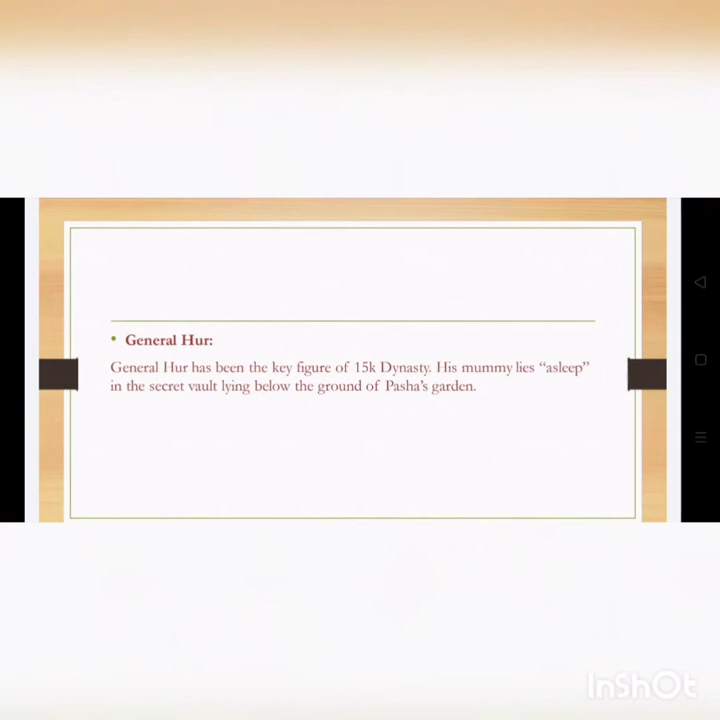 • General Hur:
General Hur has been the key figure of 15k Dynasty. His mummy lies “asleep”
in the secret vault lying below the ground of Pasha’s garden.
InShOt